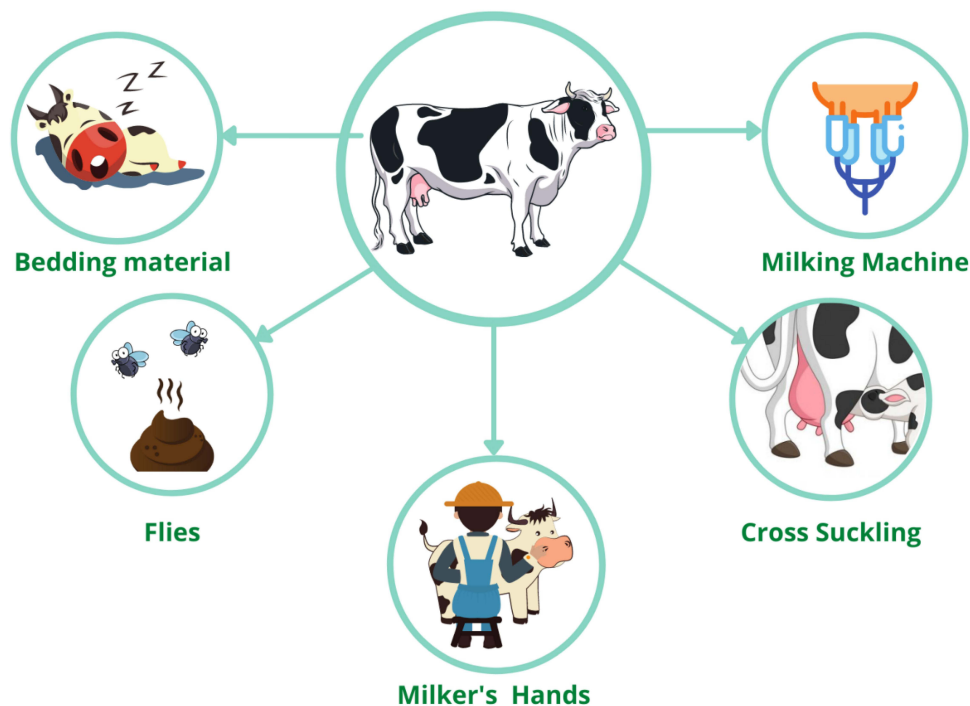 Bedding material
Milking Machine
Flies
Cross Suckling
Milker's Hands